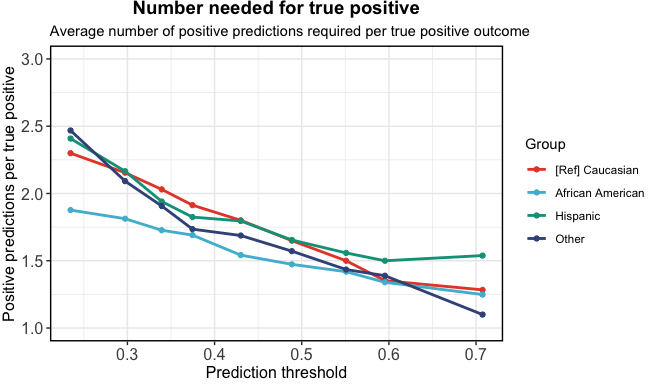 Number needed for true positive
Average number of positive predictions required per true positive outcome
Positive predictions per true positive
3.0
2.5
2.0
1.5
1.0
0.3
0.4
0.5
0.6
0.7
Prediction threshold
Group
[Ref] Caucasian
African American
Hispanic
Other